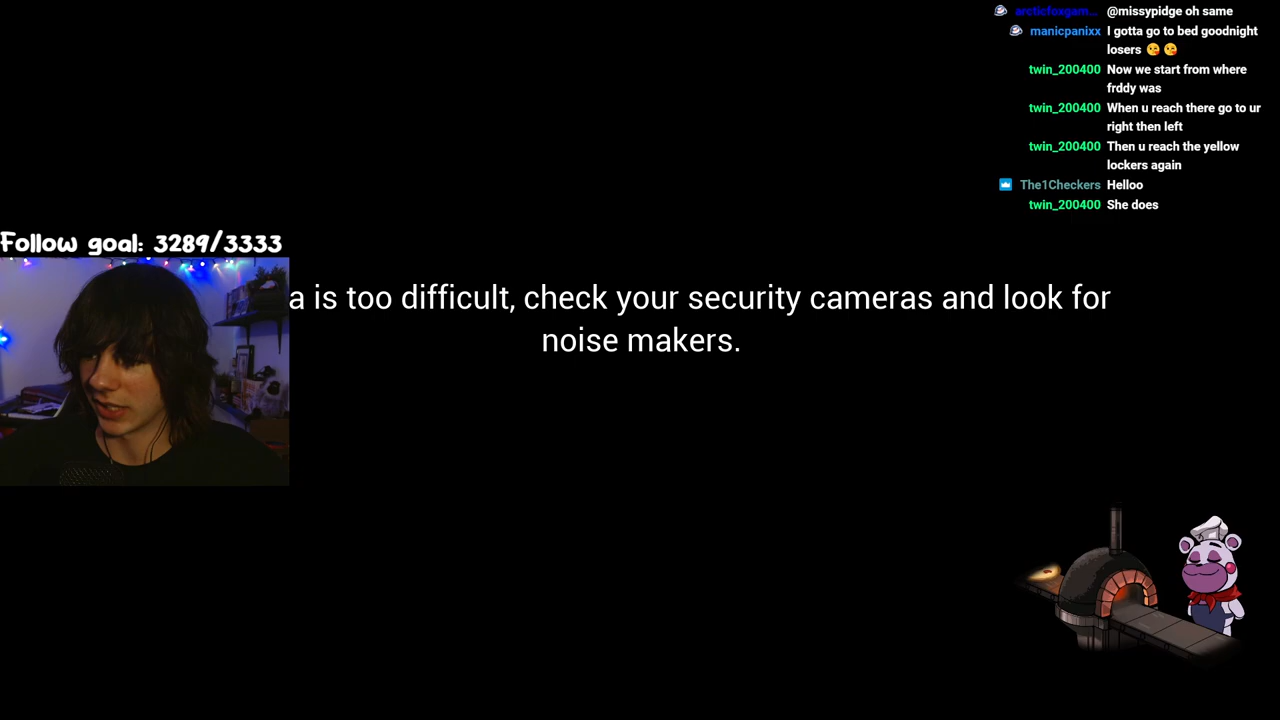 arcticfoxgam... @missypidge oh same
manicpanixx I gotta go to bed goodnight
losers 😘 😘
twin_200400 Now we start from where
frddy was
twin_200400 When u reach there go to ur
right then left
twin_200400 Then u reach the yellow
lockers again
The1Checkers Helloo
twin_200400 She does
Follow goal: 3289/3333
a is too difficult, check your security cameras and look for
noise makers.